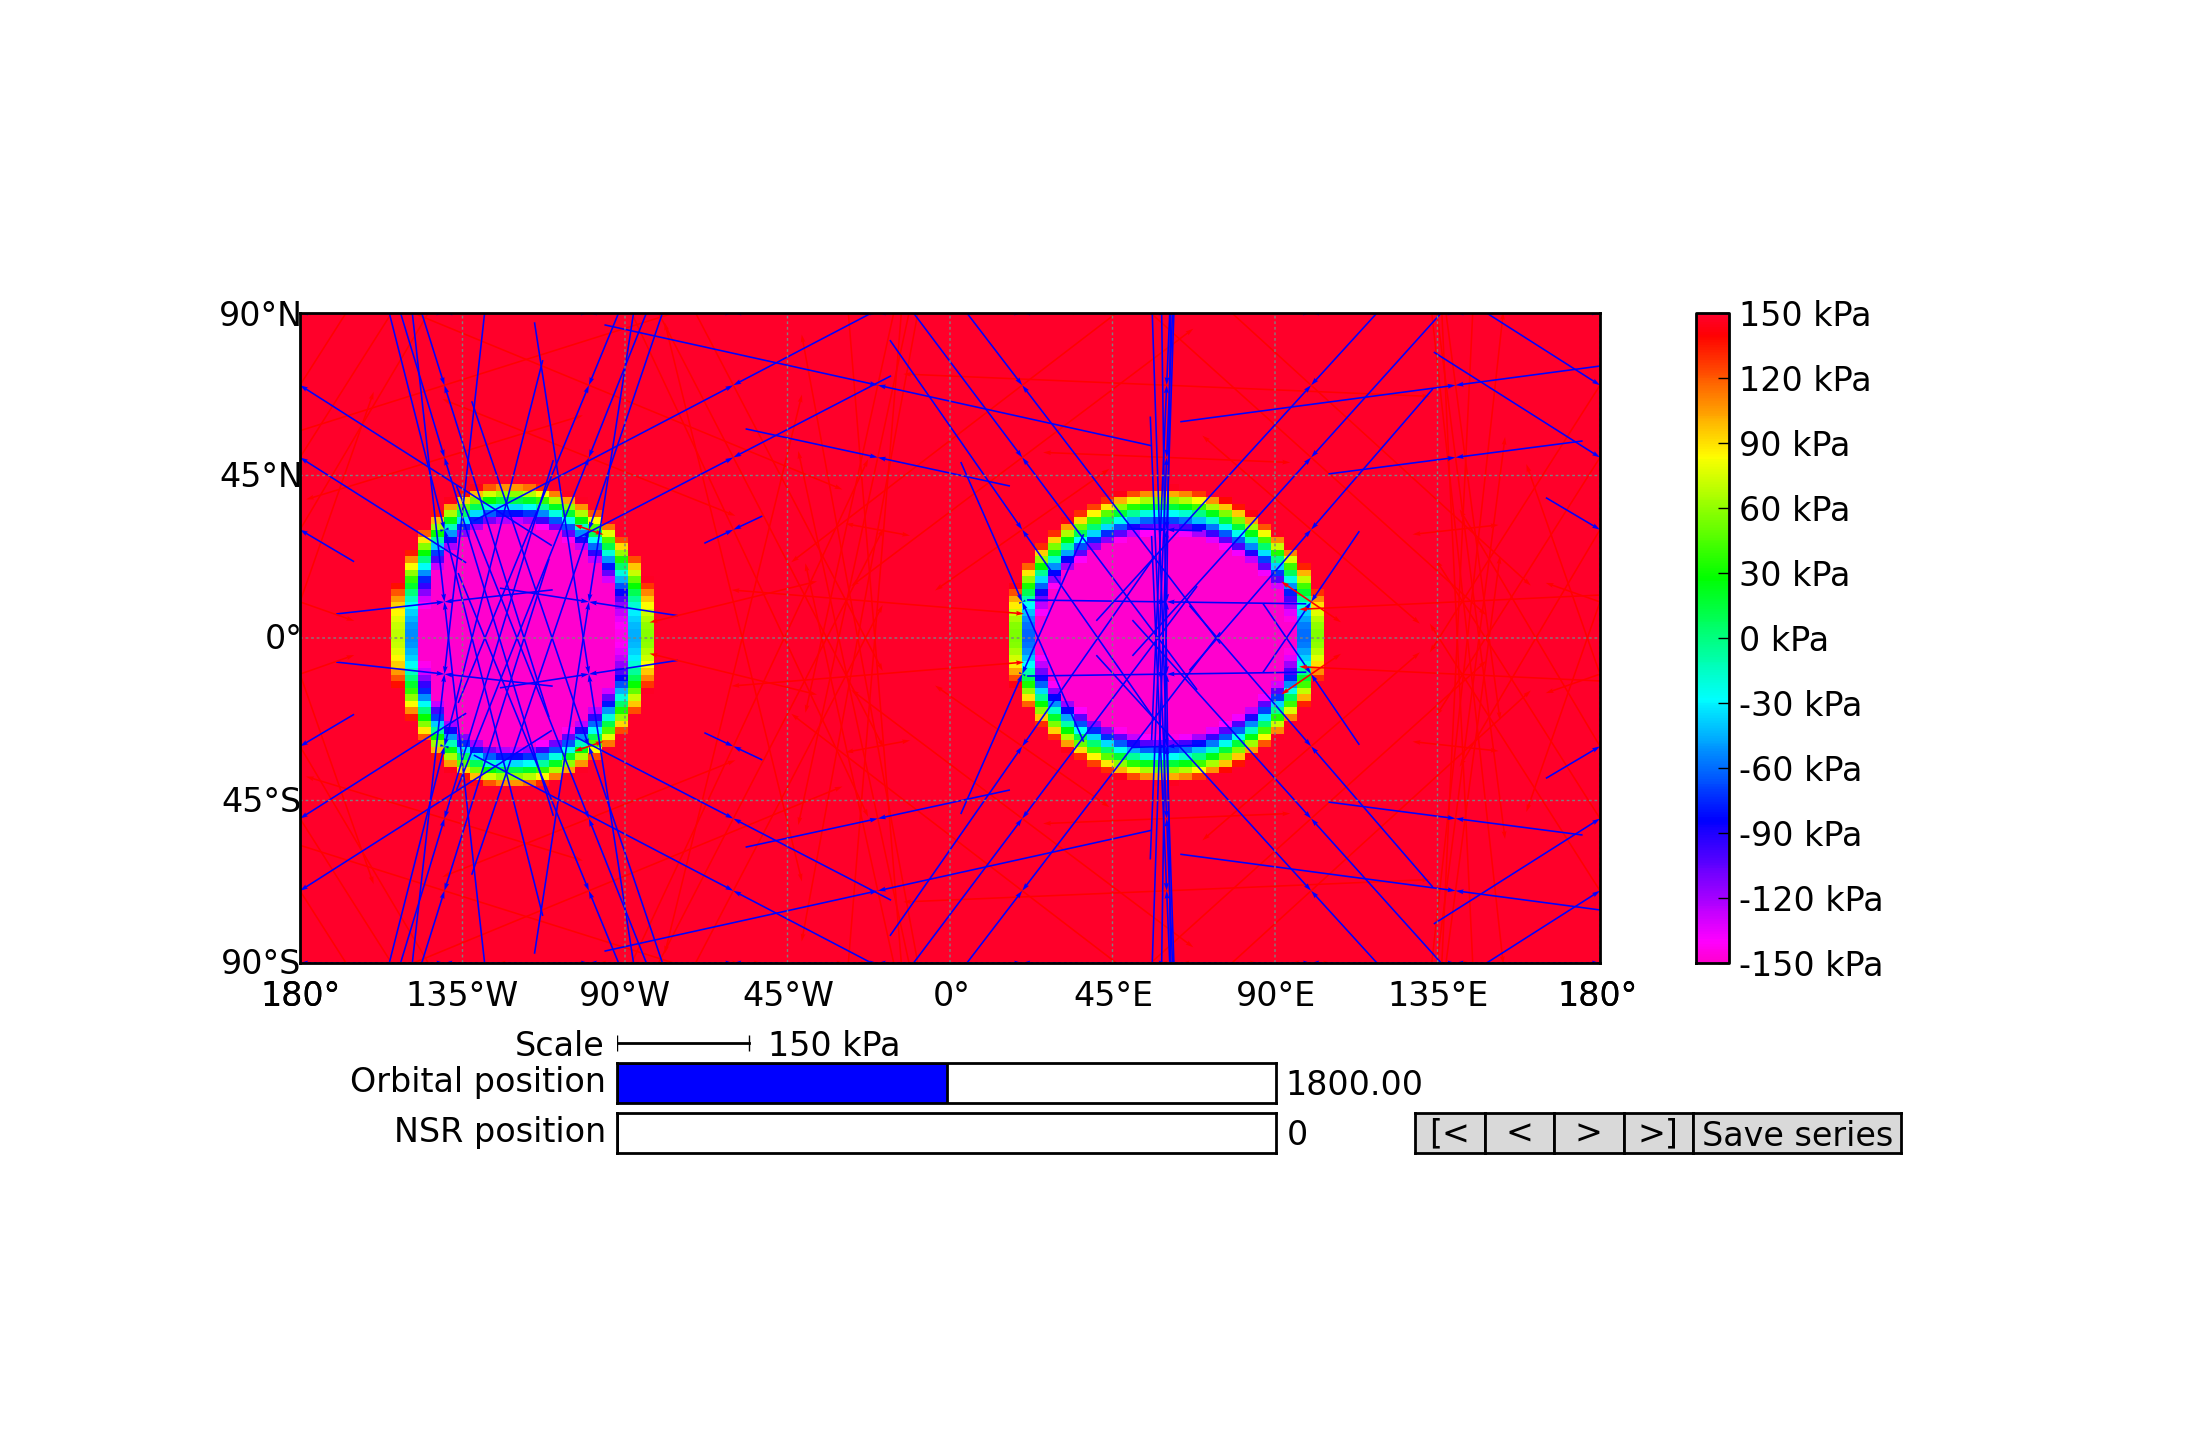 90°N
45°N
0°
45°S
90°S
180° 135°W 90°W 45°W 0° 45°E 90°E 135°E 180°
150 kPa
120 kPa
90 kPa
60 kPa
30 kPa
0 kPa
-30 kPa
-60 kPa
-90 kPa
-120 kPa
-150 kPa
Scale 150 kPa
Orbital position 1800.00
NSR position 0 [< < > >] Save series